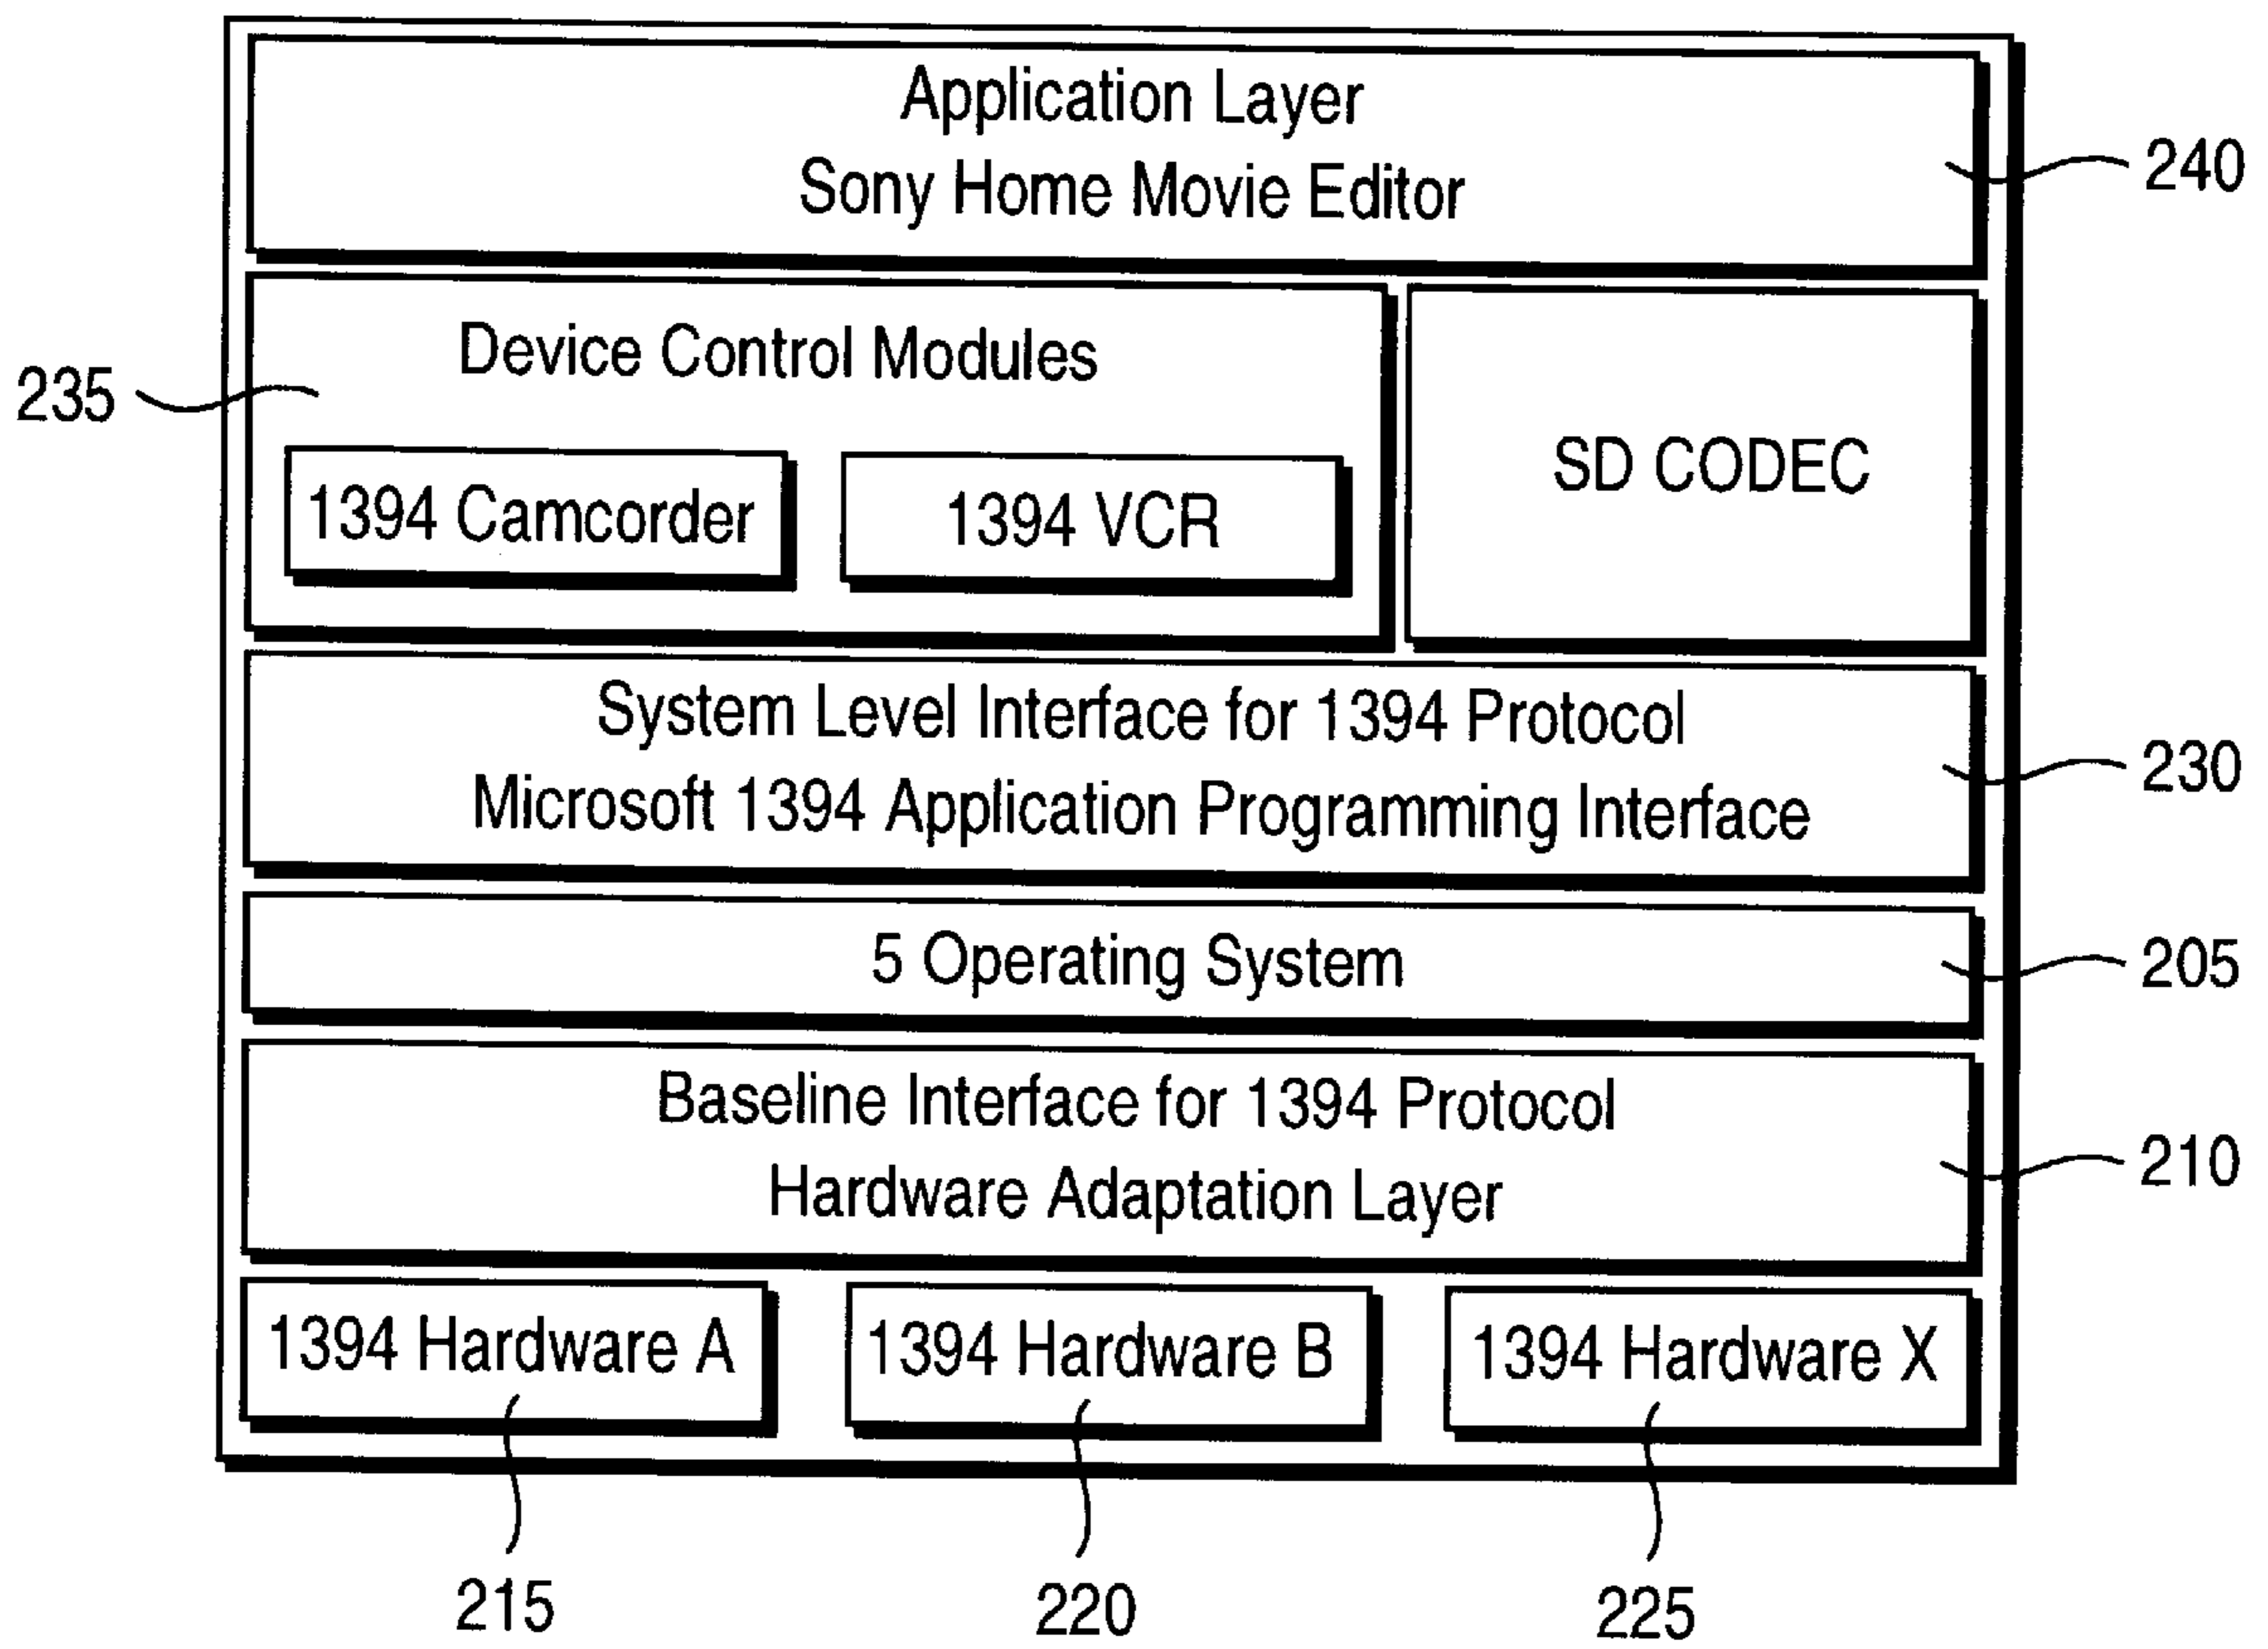 Application Layer
Sony Home Movie Editor
240
Device Control Modules
235
1394 Camcorder
1394 VCR
SD CODEC
System Level Interface for 1394 Protocol
Microsoft 1394 Application Programming Interface
230
5 Operating System
205
Baseline Interface for 1394 Protocol
Hardware Adaptation Layer
210
1394 Hardware A
1394 Hardware B
1394 Hardware X
215
220
225